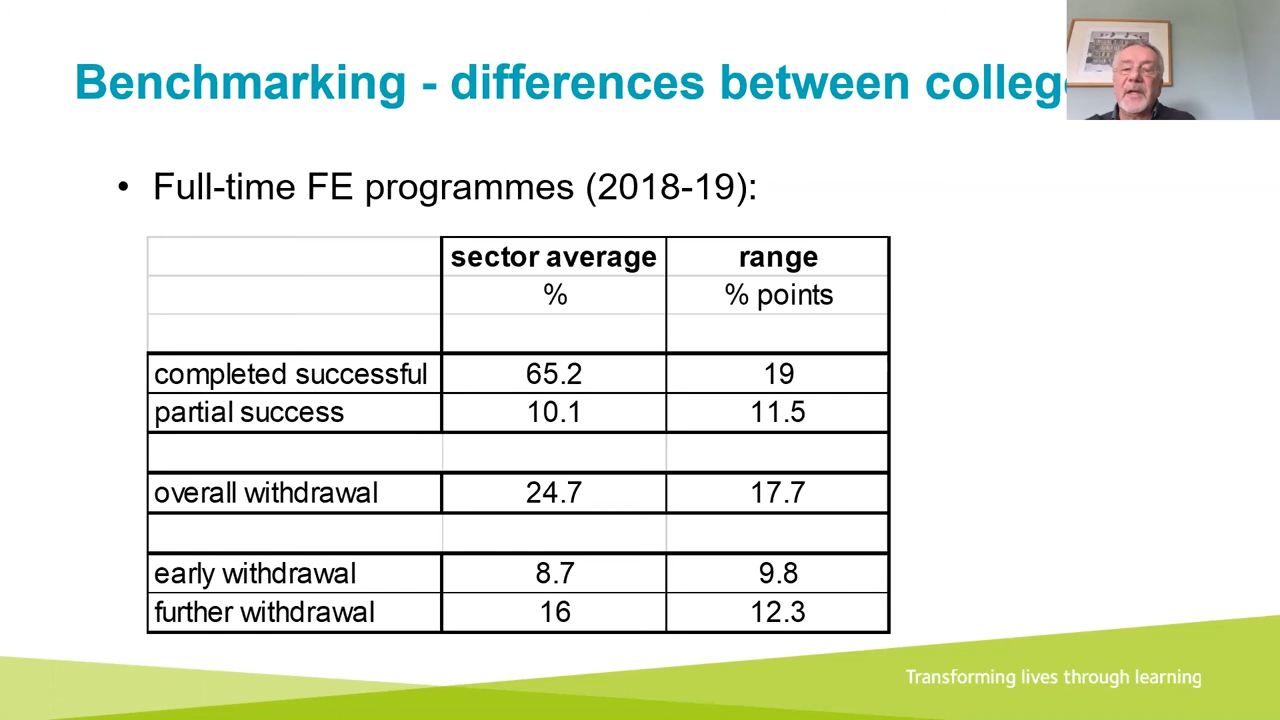 Benchmarking - differences between colleg
• Full-time FE programmes (2018-19):
sector average range
% % points
completed successful 65.2 19
partial success 10.1 11.5
overall withdrawal 24.7 17.7
early withdrawal 8.7 9.8
further withdrawal 16 12.3
Transforming lives through learning